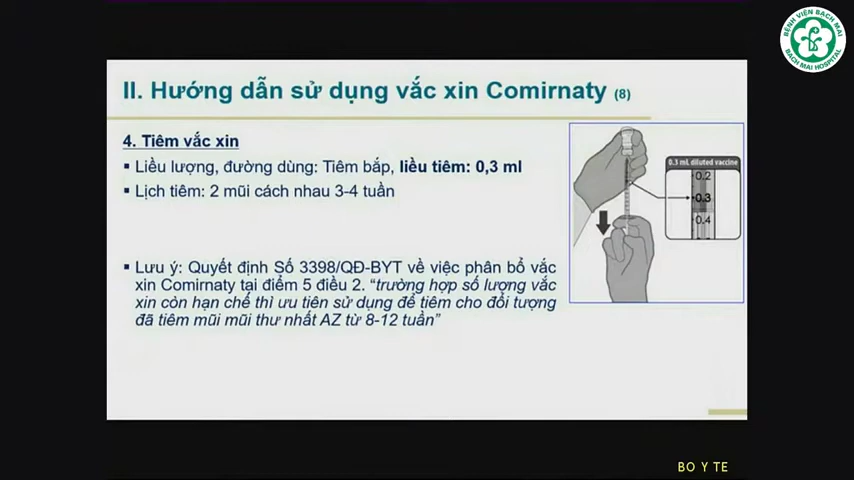 BỆNH VIỆN BẠCH MAI
BACH MAI HOSPITAL
II. Hướng dẫn sử dụng vắc xin Comirnaty (8)
4. Tiêm vắc xin
▪ Liều lượng, đường dùng: Tiêm bắp, liều tiêm: 0,3 ml
▪ Lịch tiêm: 2 mũi cách nhau 3-4 tuần
0.3 mL diluted vaccine
0.2
0.3
0.4
▪ Lưu ý: Quyết định Số 3398/QĐ-BYT về việc phân bổ vắc
xin Comirnaty tại điểm 5 điều 2. “trường hợp số lượng vắc
xin còn hạn chế thì ưu tiên sử dụng để tiêm cho đối tượng
đã tiêm mũi mũi thư nhất AZ từ 8-12 tuần”
BO Y TE